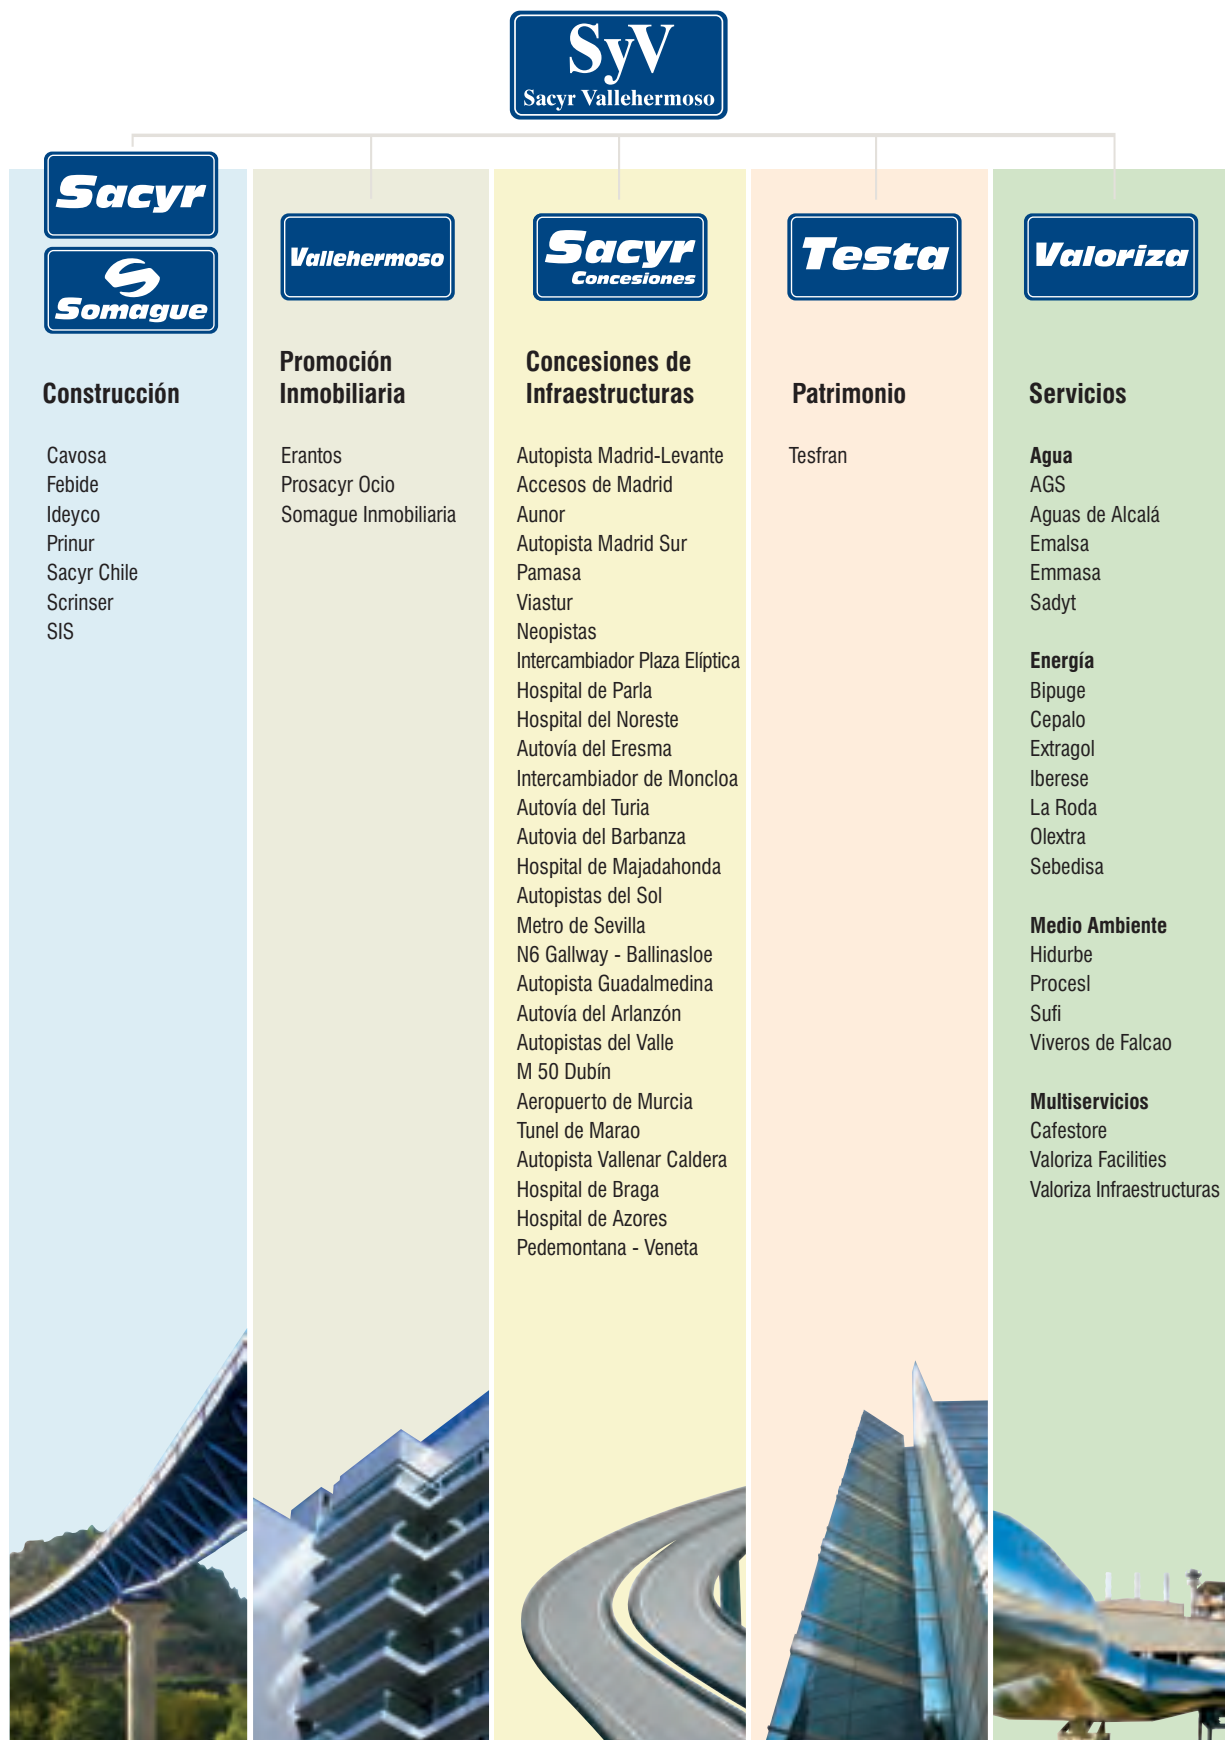 SyV
Sacyr Vallehermoso
Sacyr
Somague
Construcción
Cavosa
Febide
Ideyco
Prinur
Sacyr Chile
Scrinser
SIS
Vallehermoso
Promoción
Inmobiliaria
Erantos
Prosacyr Ocio
Somague Inmobiliaria
Sacyr
Concesiones
Concesiones de
Infraestructuras
Autopista Madrid-Levante
Accesos de Madrid
Aunor
Autopista Madrid Sur
Pamasa
Viastur
Neopistas
Intercambiador Plaza Elíptica
Hospital de Parla
Hospital del Noreste
Autovía del Eresma
Intercambiador de Moncloa
Autovía del Turia
Autovia del Barbanza
Hospital de Majadahonda
Autopistas del Sol
Metro de Sevilla
N6 Gallway - Ballinasloe
Autopista Guadalmedina
Autovía del Arlanzón
Autopistas del Valle
M 50 Dubín
Aeropuerto de Murcia
Tunel de Marao
Autopista Vallenar Caldera
Hospital de Braga
Hospital de Azores
Pedemontana - Veneta
Testa
Patrimonio
Tesfran
Valoriza
Servicios
Agua
AGS
Aguas de Alcalá
Emalsa
Emmasa
Sadyt
Energía
Bipuge
Cepalo
Extragol
Iberese
La Roda
Olextra
Sebedisa
Medio Ambiente
Hidurbe
Procesl
Sufi
Viveros de Falcao
Multiservicios
Cafestore
Valoriza Facilities
Valoriza Infraestructuras